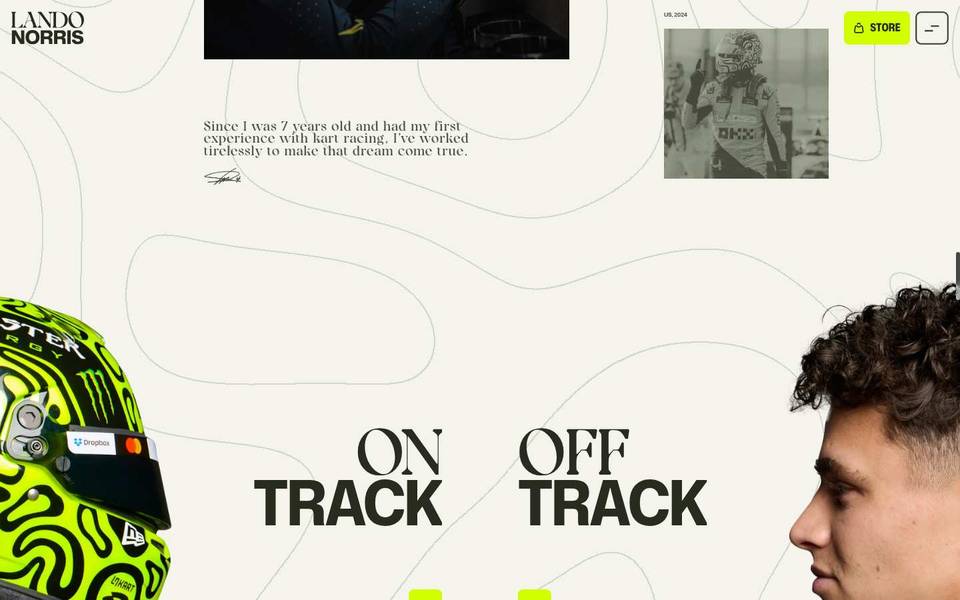 LANDO
NORRIS
US, 2024
STORE
OHX
Since I was 7 years old and had my first
experience with kart racing, I've worked
tirelessly to make that dream come true.
ON
TRACK
OFF
TRACK
Dropbox